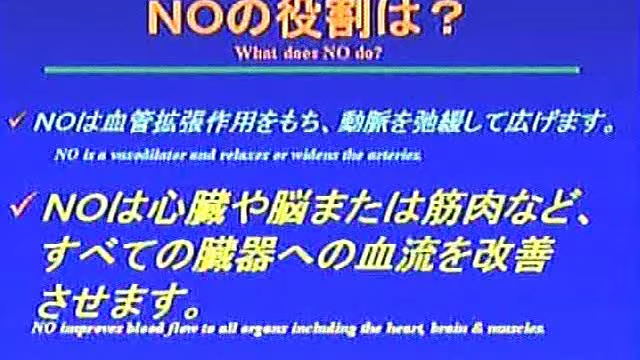 NOの役割は？
What does NO do?
✓ NOは血管拡張作用をもち、動脈を弛緩して広げます。
NO is a vasodilator and relaxes or widens the arteries.
✓ NOは心臓や脳または筋肉など、
すべての臓器への血流を改善
させます。
NO improves blood flow to all organs including the heart, brain & muscles.